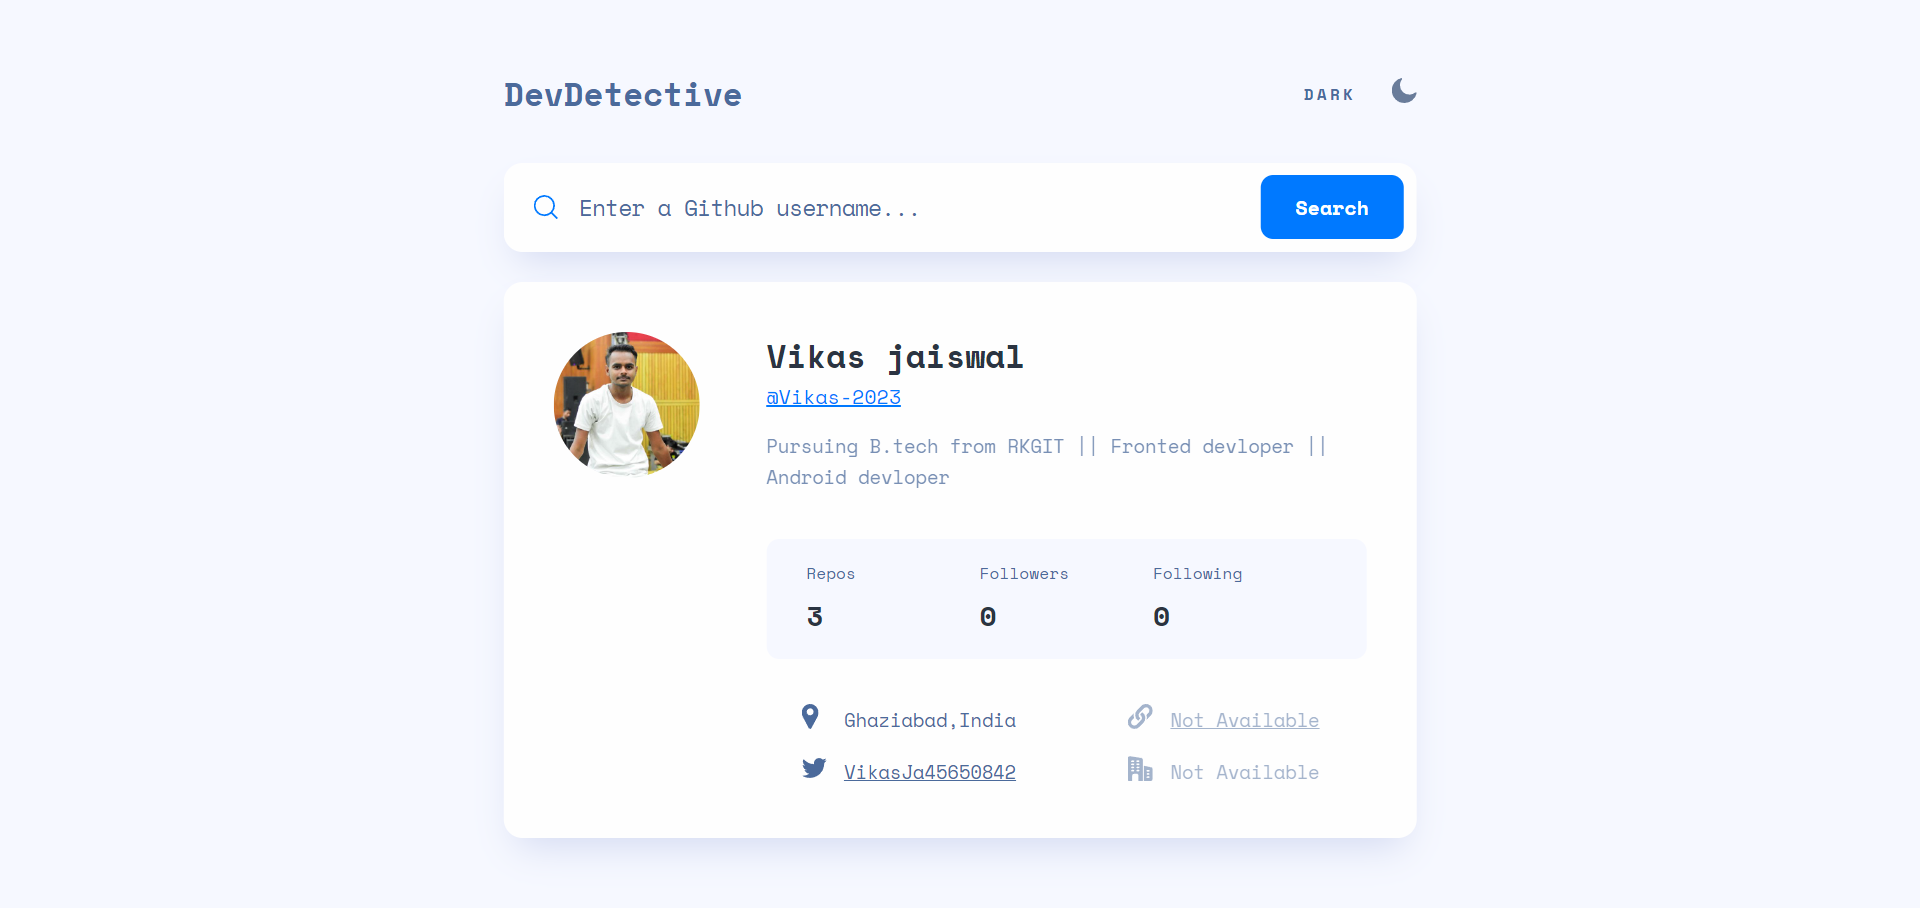 DevDetective
DARK
Enter a Github username...
Search
Vikas jaiswal
@Vikas-2023
Pursuing B.tech from RKGIT || Fronted devloper ||
Android devloper
Repos Followers Following
3 0 0
Ghaziabad,India Not Available
VikasJa45650842 Not Available